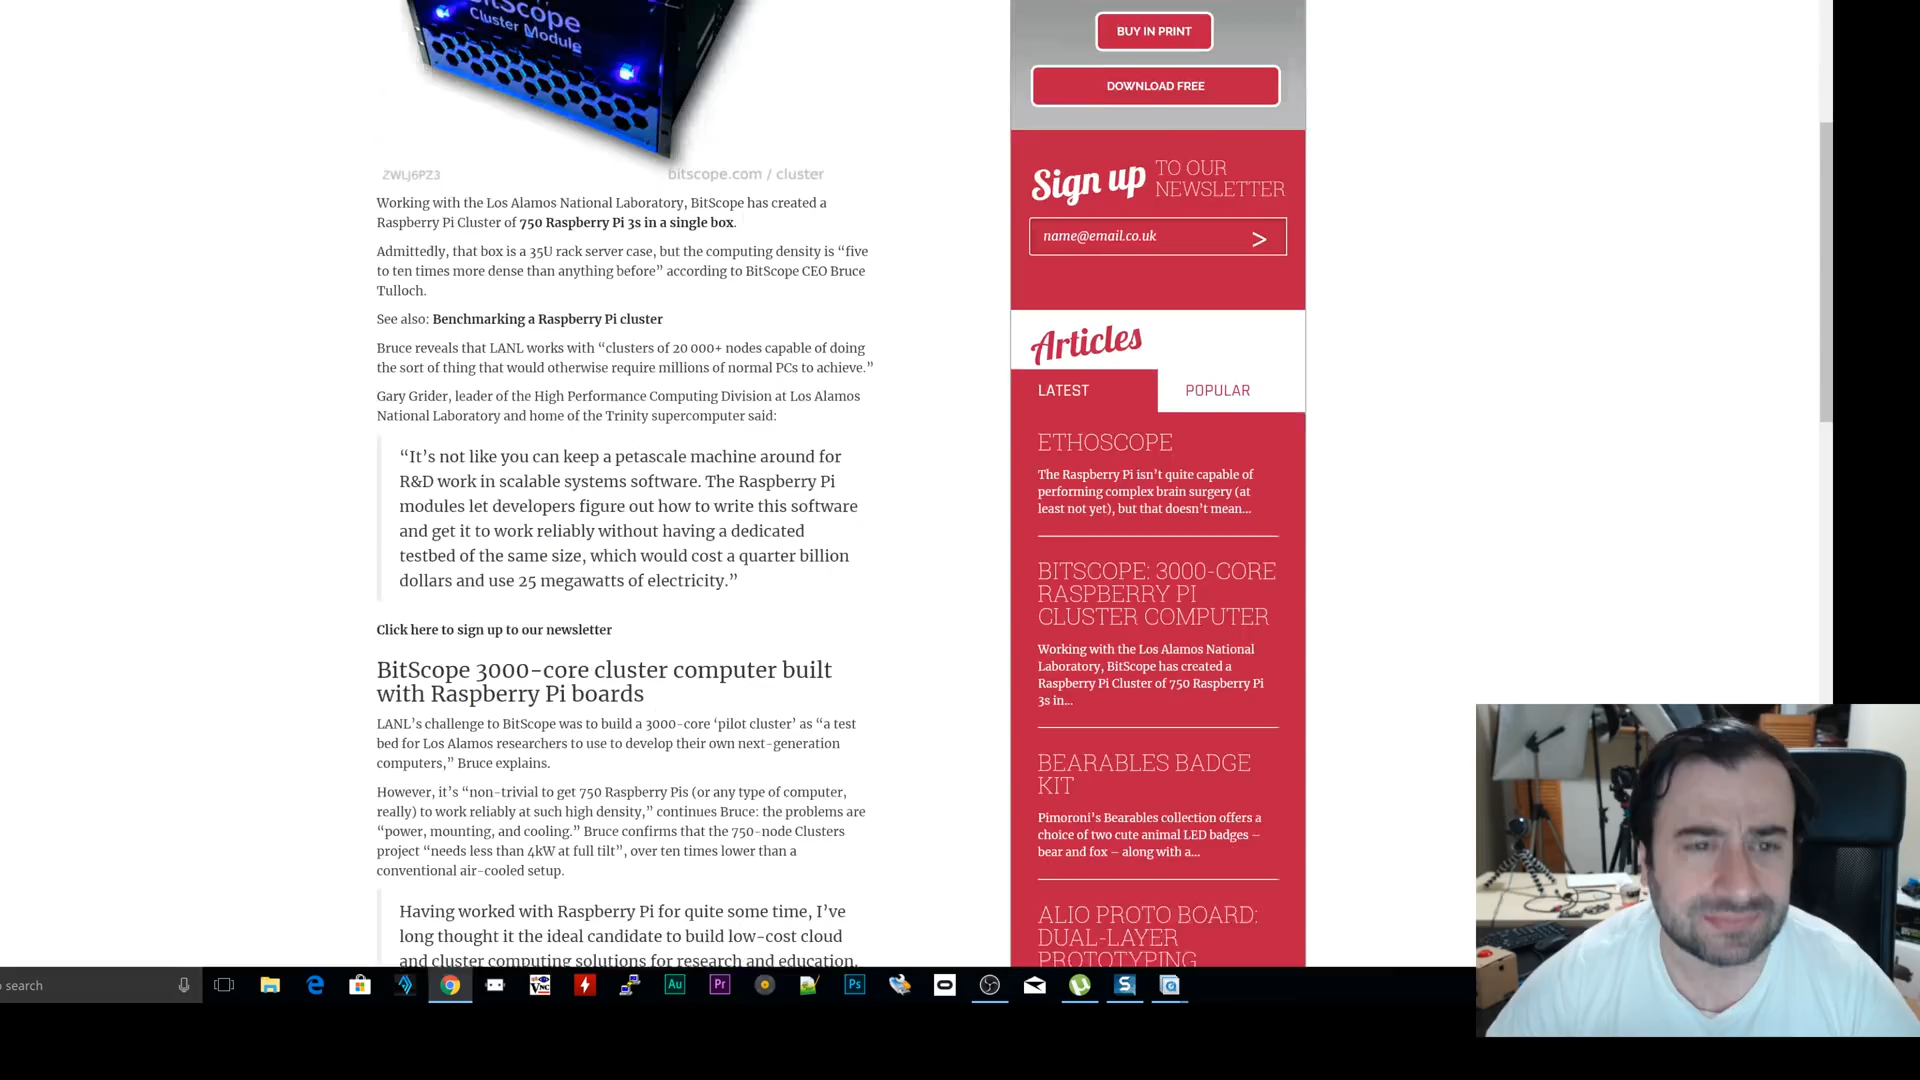 BitScope
Cluster Module
ZWLJ6PZ3
bitscope.com / cluster
Working with the Los Alamos National Laboratory, BitScope has created a
Raspberry Pi Cluster of 750 Raspberry Pi 3s in a single box.
Admittedly, that box is a 35U rack server case, but the computing density is “five
to ten times more dense than anything before” according to BitScope CEO Bruce
Tulloch.
See also: Benchmarking a Raspberry Pi cluster
Bruce reveals that LANL works with “clusters of 20 000+ nodes capable of doing
the sort of thing that would otherwise require millions of normal PCs to achieve.”
Gary Grider, leader of the High Performance Computing Division at Los Alamos
National Laboratory and home of the Trinity supercomputer said:
“It’s not like you can keep a petascale machine around for
R&D work in scalable systems software. The Raspberry Pi
modules let developers figure out how to write this software
and get it to work reliably without having a dedicated
testbed of the same size, which would cost a quarter billion
dollars and use 25 megawatts of electricity.”
Click here to sign up to our newsletter
BitScope 3000-core cluster computer built
with Raspberry Pi boards
LANL’s challenge to BitScope was to build a 3000-core ‘pilot cluster’ as “a test
bed for Los Alamos researchers to use to develop their own next-generation
computers,” Bruce explains.
However, it’s “non-trivial to get 750 Raspberry Pis (or any type of computer,
really) to work reliably at such high density,” continues Bruce: the problems are
“power, mounting, and cooling.” Bruce confirms that the 750-node Clusters
project “needs less than 4kW at full tilt”, over ten times lower than a
conventional air-cooled setup.
Having worked with Raspberry Pi for quite some time, I’ve
long thought it the ideal candidate to build low-cost cloud
and cluster computing solutions for research and education.
BUY IN PRINT
DOWNLOAD FREE
Sign up TO OUR
NEWSLETTER
name@email.co.uk >
Articles
LATEST POPULAR
ETHOSCOPE
The Raspberry Pi isn’t quite capable of
performing complex brain surgery (at
least not yet), but that doesn’t mean...
BITSCOPE: 3000-CORE
RASPBERRY PI
CLUSTER COMPUTER
Working with the Los Alamos National
Laboratory, BitScope has created a
Raspberry Pi Cluster of 750 Raspberry Pi
3s in...
BEARABLES BADGE
KIT
Pimoroni’s Bearables collection offers a
choice of two cute animal LED badges –
bear and fox – along with a...
ALIO PROTO BOARD:
DUAL-LAYER
PROTOTYPING
search
VNC
Au
Pr
Ps
S